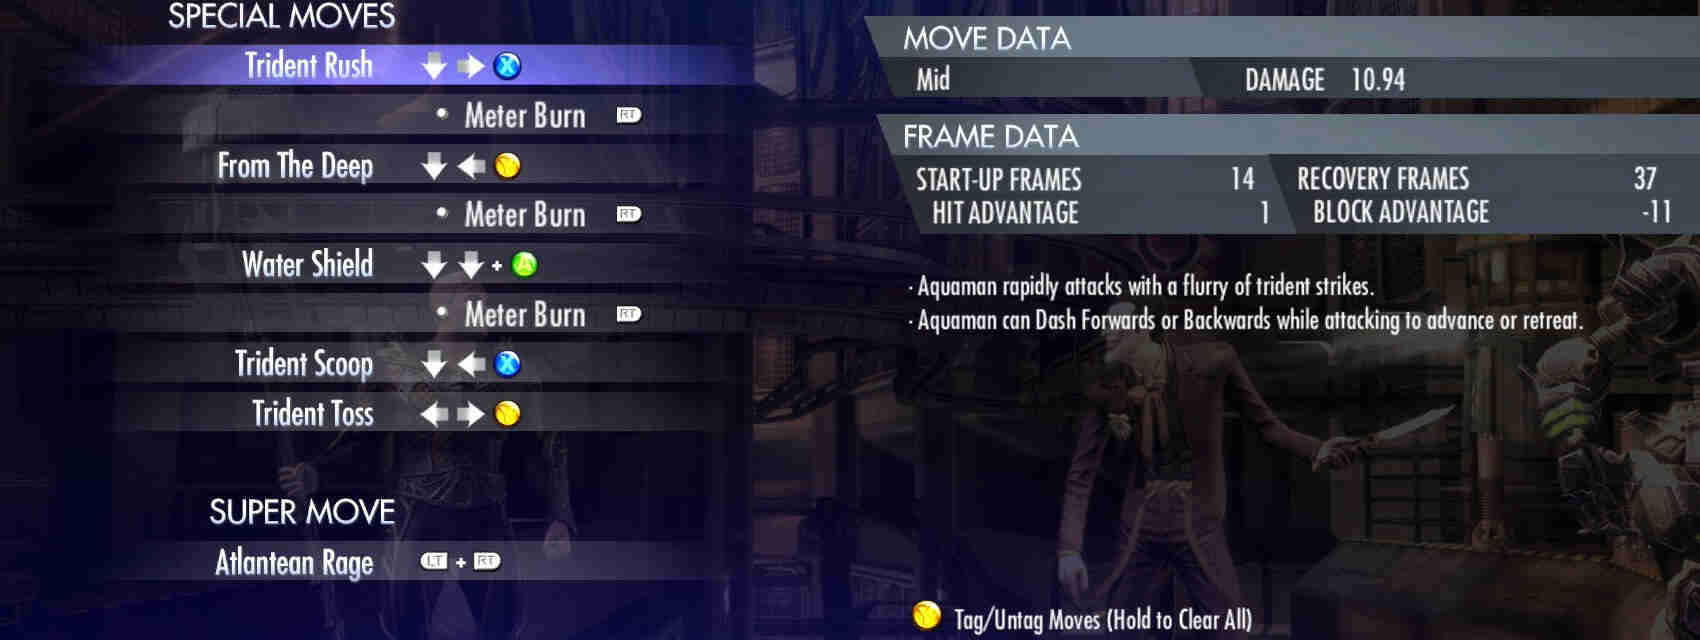 SPECIAL MOVES
Trident Rush X
Meter Burn RT
From The Deep Y
Meter Burn RT
Water Shield + A
Meter Burn RT
Trident Scoop X
Trident Toss Y
SUPER MOVE
Atlantean Rage LT + RT
MOVE DATA
Mid DAMAGE 10.94
FRAME DATA
START-UP FRAMES 14 RECOVERY FRAMES 37
HIT ADVANTAGE 1 BLOCK ADVANTAGE -11
· Aquaman rapidly attacks with a flurry of trident strikes.
· Aquaman can Dash Forwards or Backwards while attacking to advance or retreat.
Y Tag/Untag Moves (Hold to Clear All)